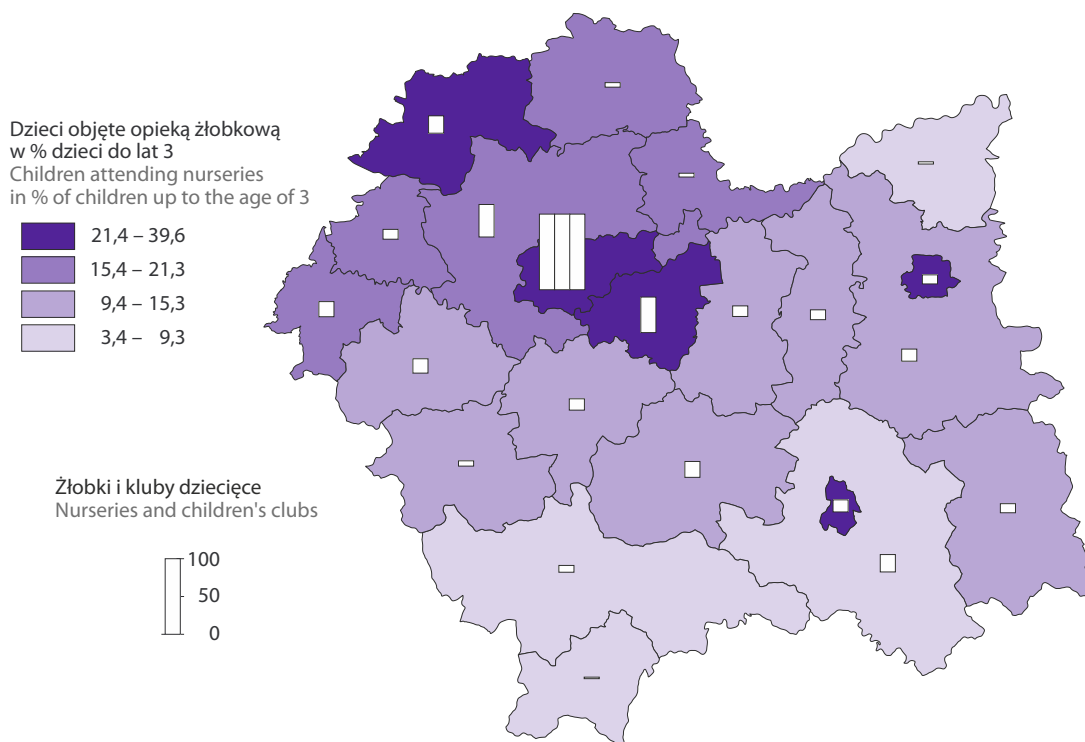 Dzieci objęte opieką żłobkową
w % dzieci do lat 3
Children attending nurseries
in % of children up to the age of 3
21,4 – 39,6
15,4 – 21,3
9,4 – 15,3
3,4 – 9,3
Żłobki i kluby dziecięce
Nurseries and children's clubs
100
50
0